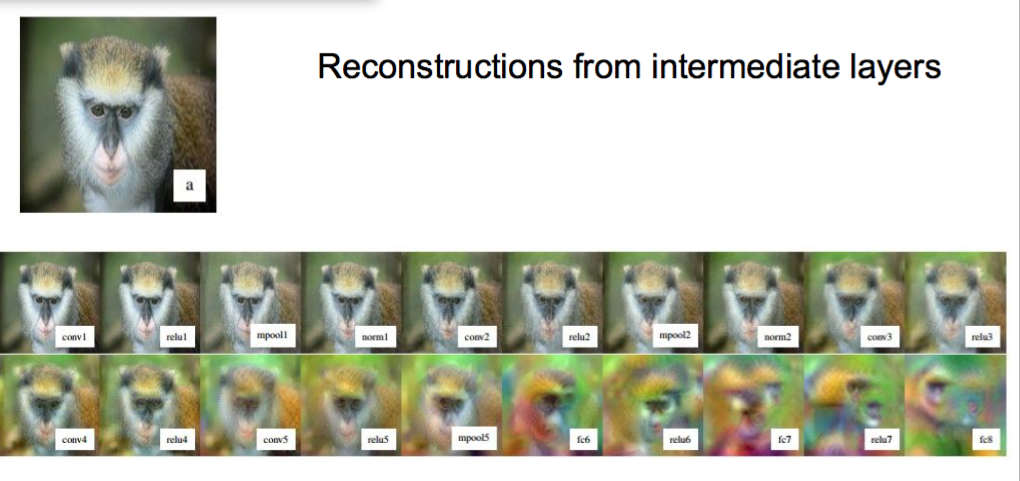 Reconstructions from intermediate layers
a
conv1 relu1 mpool1 norm1 conv2 relu2 mpool2 norm2 conv3 relu3
conv4 relu4 conv5 relu5 mpool5 fc6 relu6 fc7 relu7 fc8